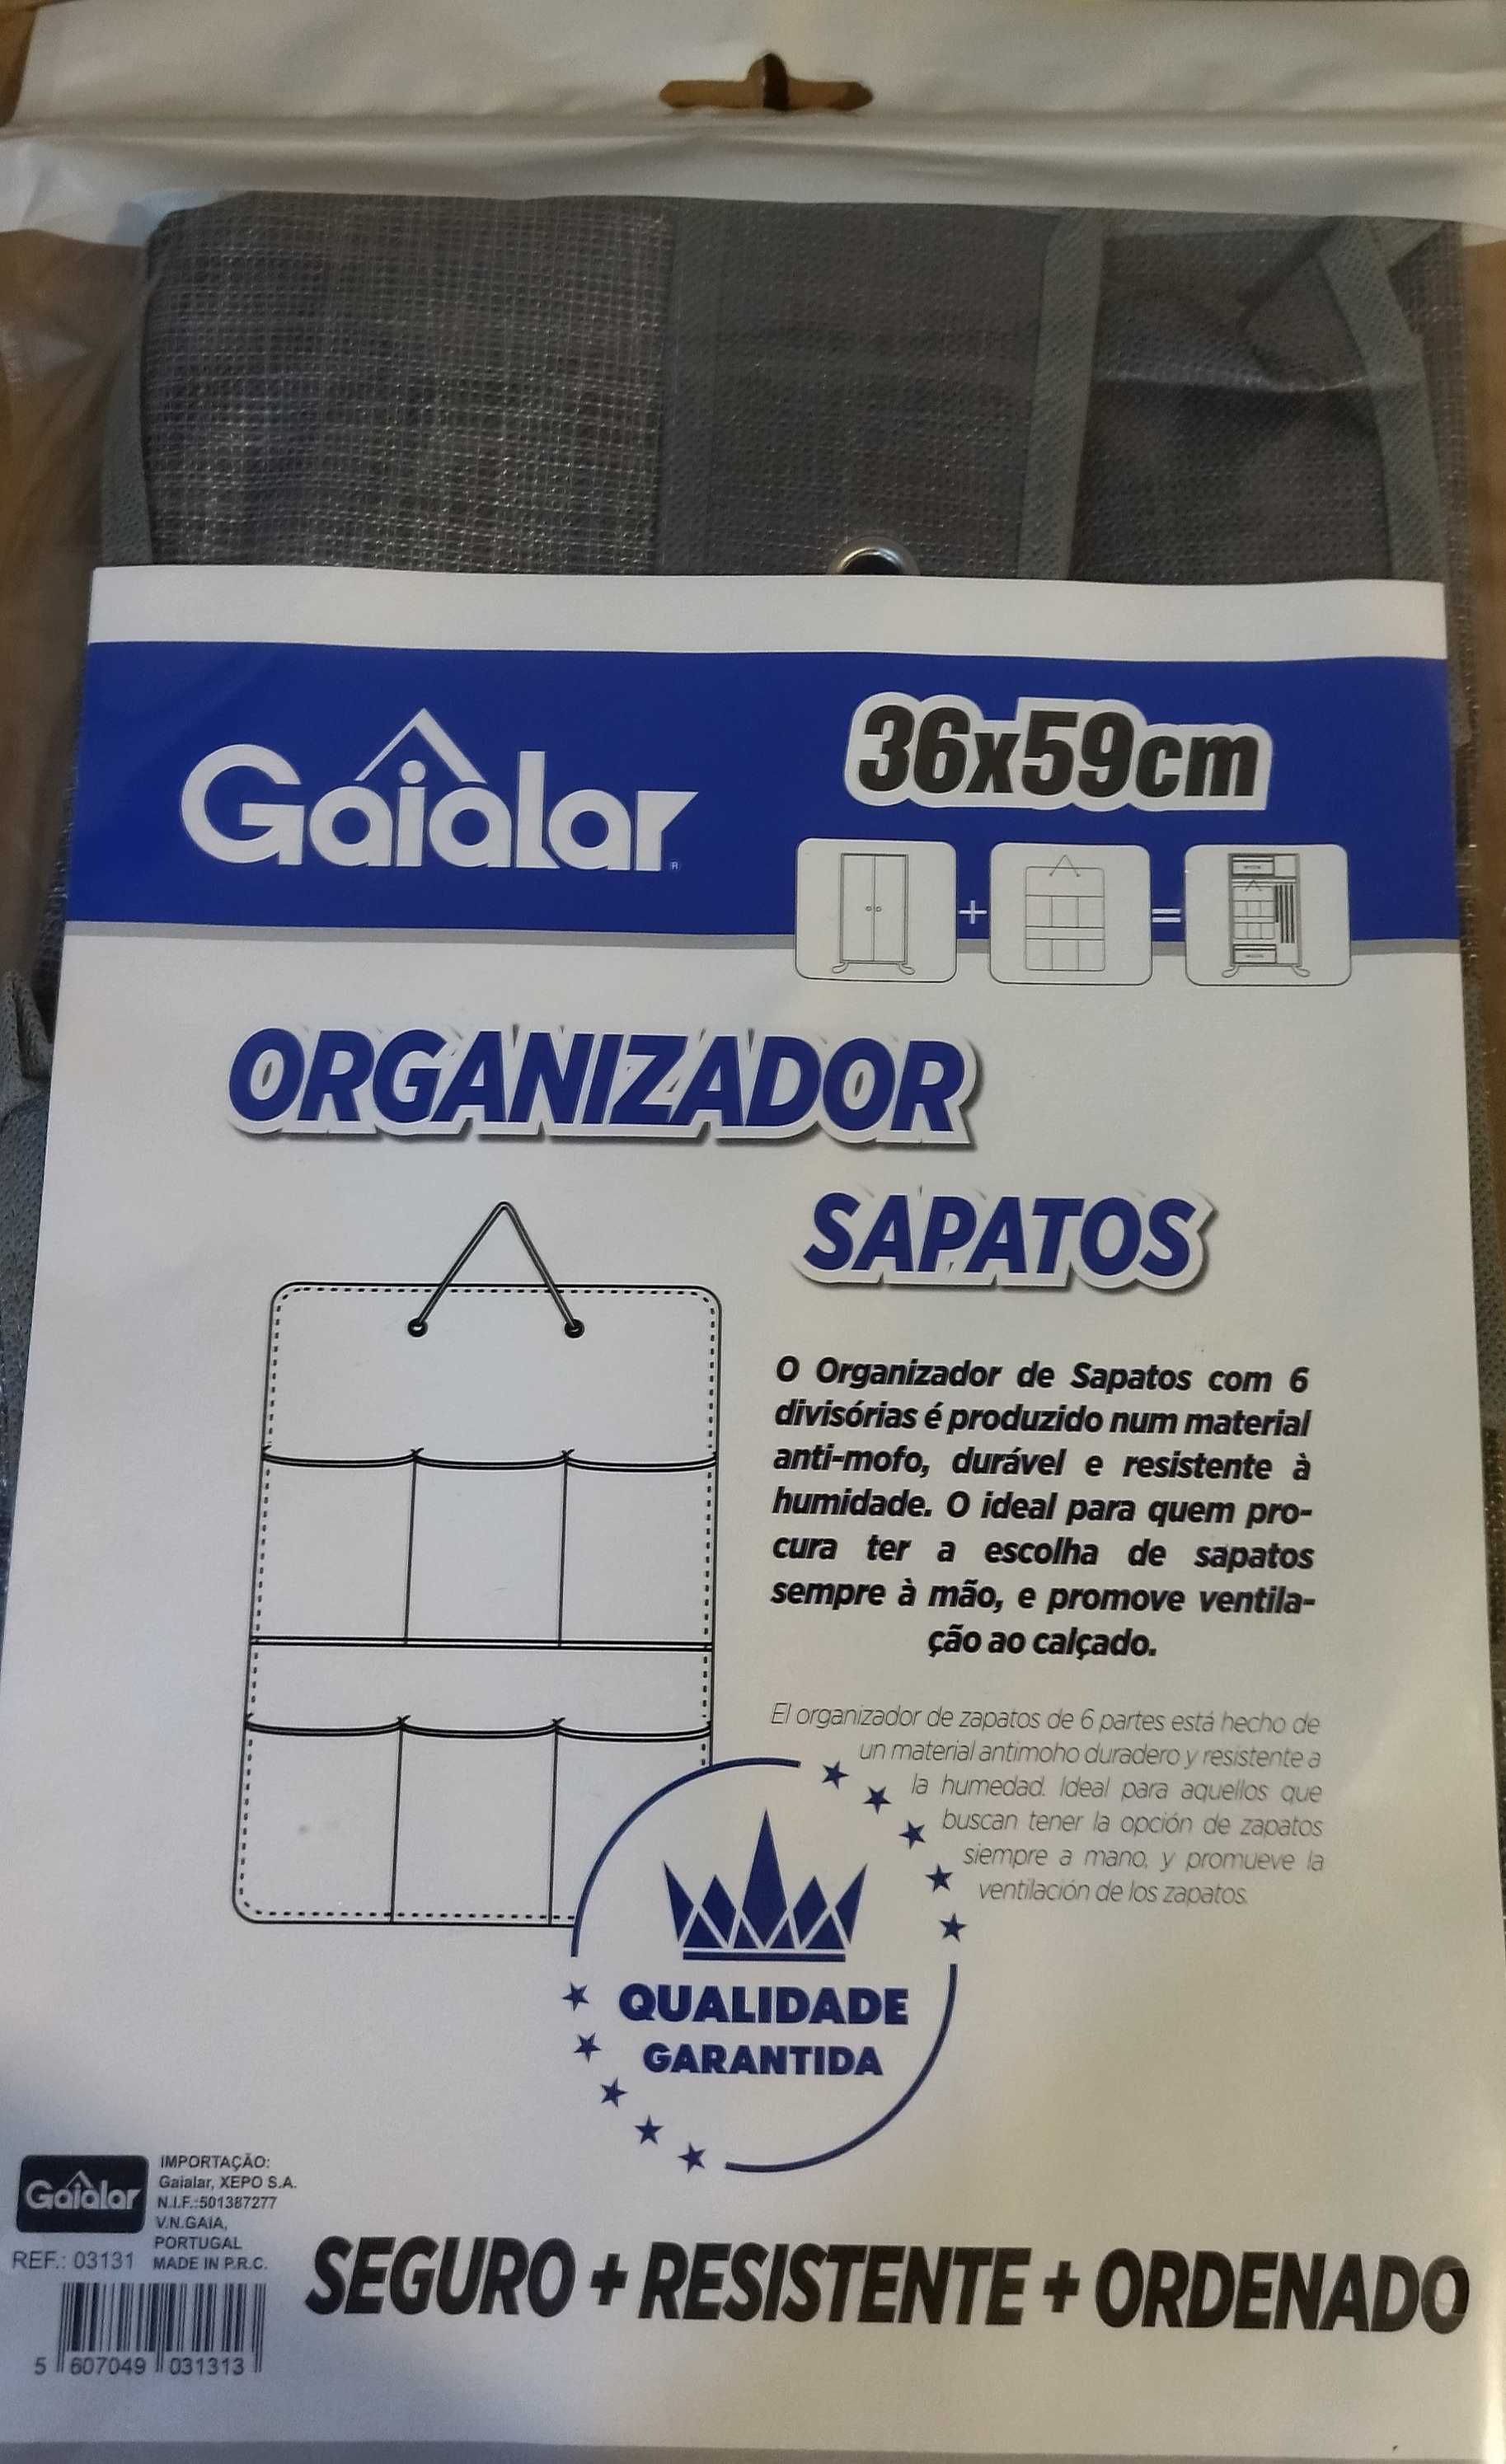 Gaialar®
36x59cm
+
=
ORGANIZADOR
SAPATOS
O Organizador de Sapatos com 6
divisórias é produzido num material
anti-mofo, durável e resistente à
humidade. O ideal para quem pro-
cura ter a escolha de sapatos
sempre à mão, e promove ventila-
ção ao calçado.
El organizador de zapatos de 6 partes está hecho de
un material antimoho duradero y resistente a
la humedad. Ideal para aquellos que
buscan tener la opción de zapatos
siempre a mano, y promueve la
ventilación de los zapatos.
QUALIDADE
GARANTIDA
Gaialar
IMPORTAÇÃO:
Gaialar, XEPO S.A.
N.I.F.:501387277
V.N.GAIA,
PORTUGAL
MADE IN P.R.C.
REF.: 03131
SEGURO + RESISTENTE + ORDENADO
5 607049 031313